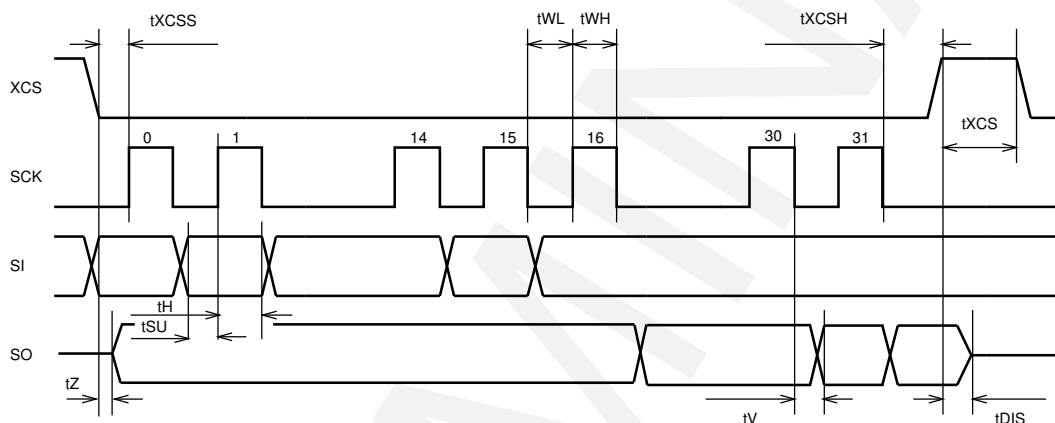 tXCSS tWL tWH tXCSH
XCS
tXCS
0 1 14 15 16 30 31
SCK
SI
tH
tSU
SO
tZ
tV tDIS